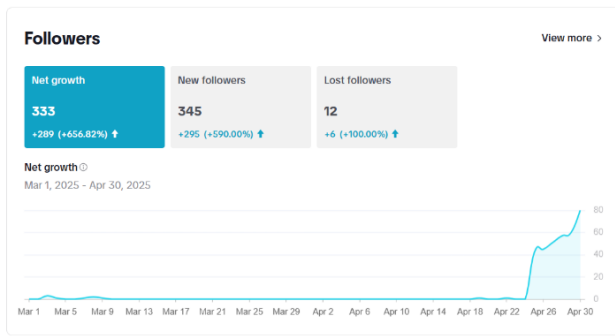 Followers
View more >
Net growth
New followers
Lost followers
333
345
12
+289 (+656.82%) ↑
+295 (+590.00%) ↑
+6 (+100.00%) ↑
Net growth ⓘ
Mar 1, 2025 - Apr 30, 2025
80
60
40
20
0
Mar 1 Mar 5 Mar 9 Mar 13 Mar 17 Mar 21 Mar 25 Mar 29 Apr 2 Apr 6 Apr 10 Apr 14 Apr 18 Apr 22 Apr 26 Apr 30